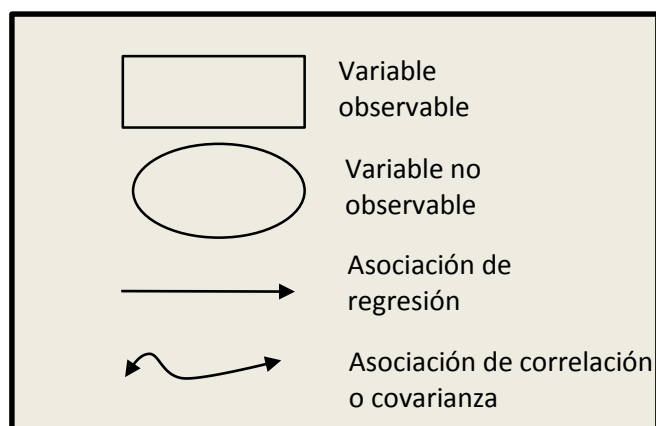 Variable
observable
Variable no
observable
Asociación de
regresión
Asociación de correlación
o covarianza